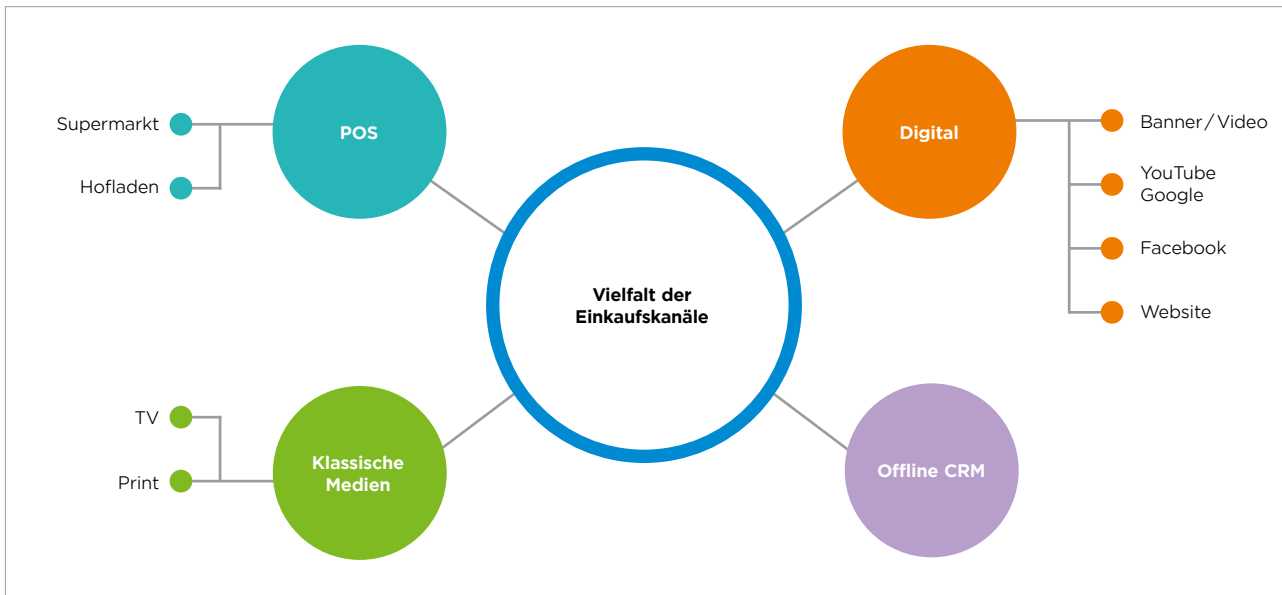 POS
Supermarkt
Hofladen
Digital
Banner / Video
YouTube
Google
Facebook
Website
Vielfalt der
Einkaufskanäle
Klassische
Medien
TV
Print
Offline CRM